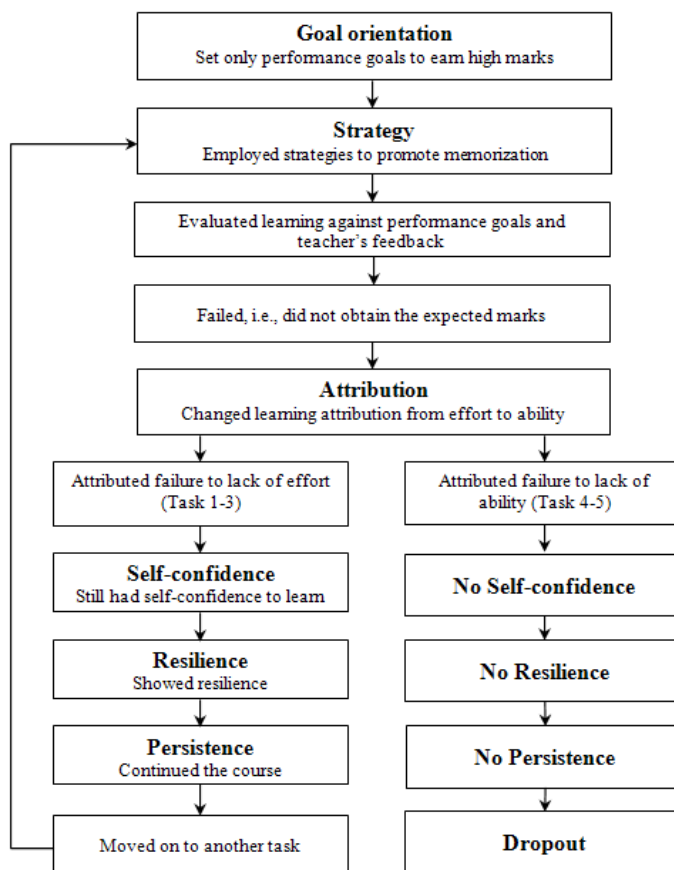 Goal orientation
Set only performance goals to earn high marks
Strategy
Employed strategies to promote memorization
Evaluated learning against performance goals and
teacher's feedback
Failed, i.e., did not obtain the expected marks
Attribution
Changed learning attribution from effort to ability
Attributed failure to lack of effort
(Task 1-3)
Self-confidence
Still had self-confidence to learn
Resilience
Showed resilience
Persistence
Continued the course
Moved on to another task
Attributed failure to lack of
ability (Task 4-5)
No Self-confidence
No Resilience
No Persistence
Dropout